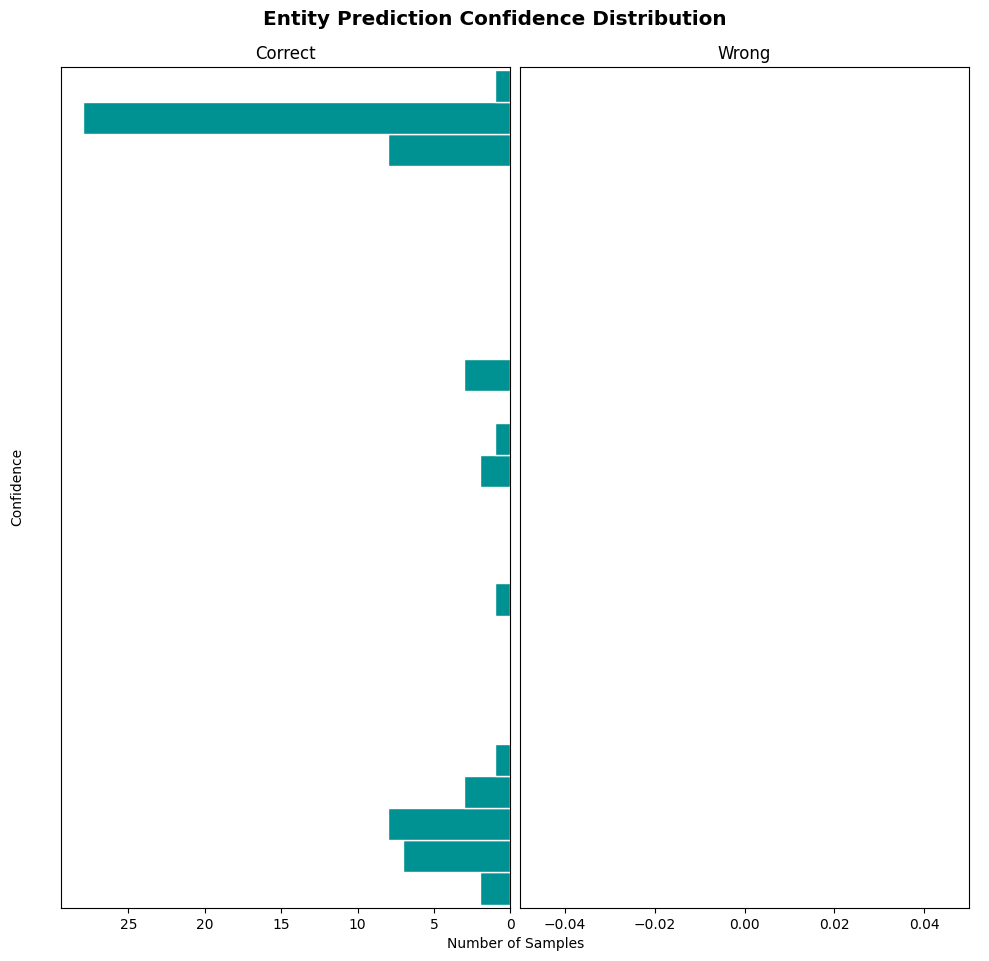 Entity Prediction Confidence Distribution
Correct
Wrong
Confidence
25 20 15 10 5 0
−0.04 −0.02 0.00 0.02 0.04
Number of Samples